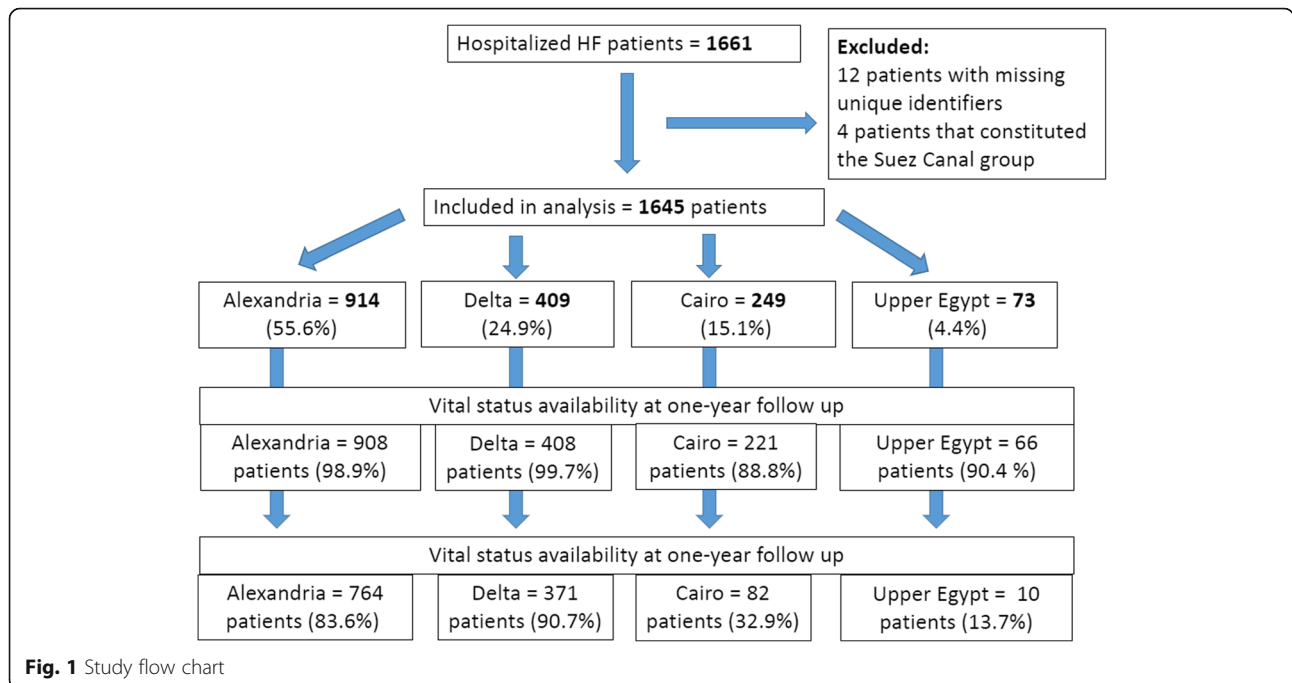 Hospitalized HF patients = 1661
Excluded:
12 patients with missing
unique identifiers
4 patients that constituted
the Suez Canal group
Included in analysis = 1645 patients
Alexandria = 914
(55.6%)
Delta = 409
(24.9%)
Cairo = 249
(15.1%)
Upper Egypt = 73
(4.4%)
Vital status availability at one-year follow up
Alexandria = 908
patients (98.9%)
Delta = 408
patients (99.7%)
Cairo = 221
patients (88.8%)
Upper Egypt = 66
patients (90.4 %)
Vital status availability at one-year follow up
Alexandria = 764
patients (83.6%)
Delta = 371
patients (90.7%)
Cairo = 82
patients (32.9%)
Upper Egypt = 10
patients (13.7%)
Fig. 1 Study flow chart